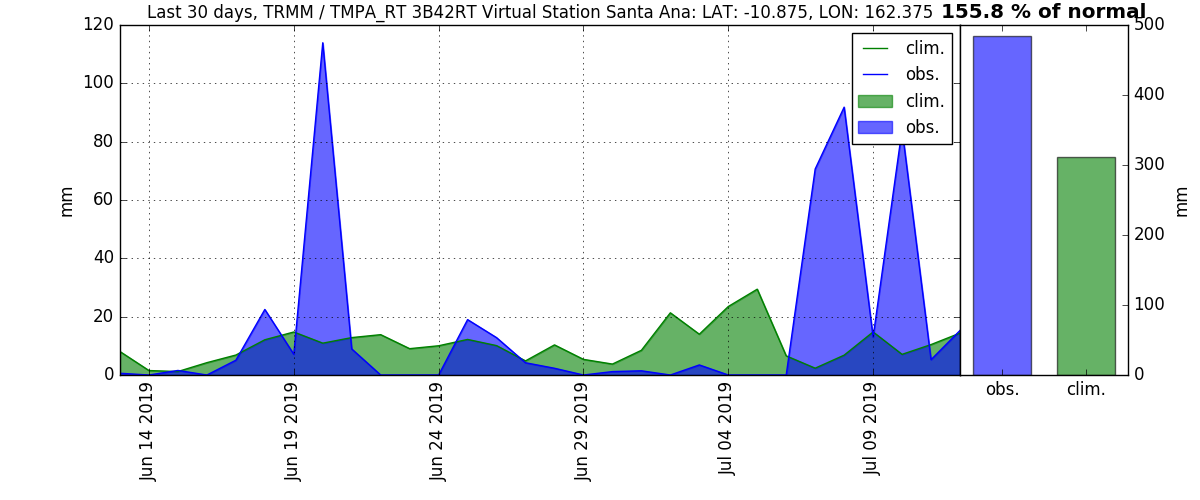 Last 30 days, TRMM / TMPA_RT 3B42RT Virtual Station Santa Ana: LAT: -10.875, LON: 162.375 155.8 % of normal
120
100
80
60
40
20
0
mm
clim.
obs.
clim.
obs.
Jun 14 2019
Jun 19 2019
Jun 24 2019
Jun 29 2019
Jul 04 2019
Jul 09 2019
500
400
300
200
100
0
mm
obs.
clim.